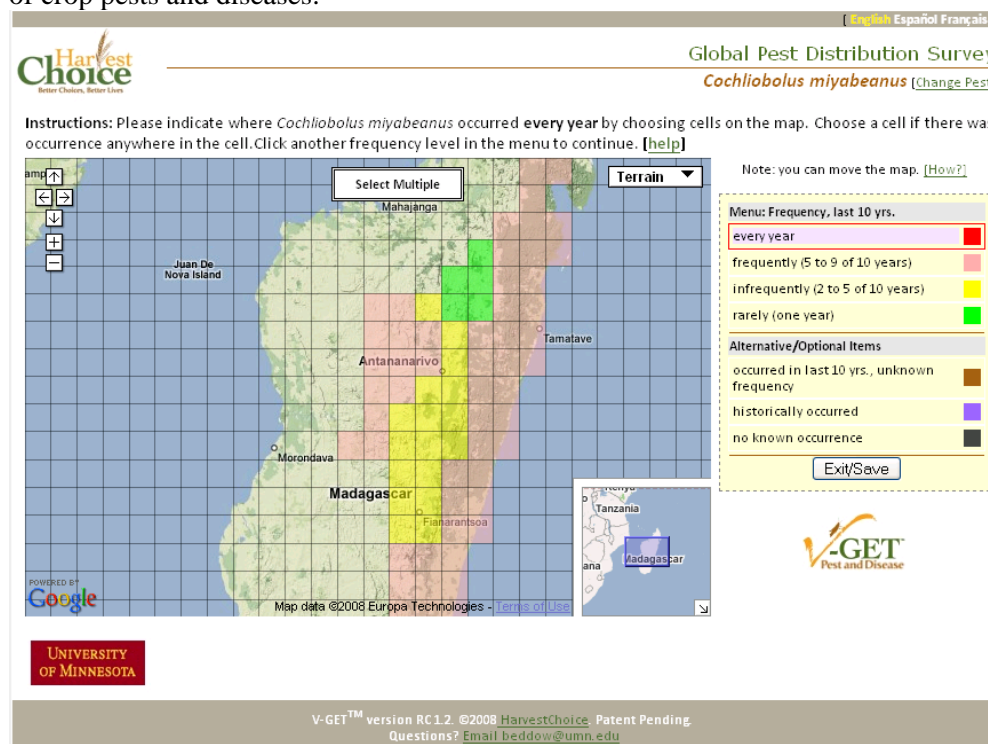 of crop pests and diseases.
[ English Español Français
Harvest
Choice
Better Choices, Better Lives
Global Pest Distribution Survey
Cochliobolus miyabeanus [Change Pest
Instructions: Please indicate where Cochliobolus miyabeanus occurred every year by choosing cells on the map. Choose a cell if there was
occurrence anywhere in the cell.Click another frequency level in the menu to continue. [help]
Select Multiple
Terrain
Mahajanga
Juan De
Nova Island
Tamatave
Antananarivo
Morondava
Madagascar
Fianarantsoa
POWERED BY
Google
Map data ©2008 Europa Technologies - Terms of Use
Kenya
Tanzania
Madagascar
Note: you can move the map. [How?]
Menu: Frequency, last 10 yrs.
every year
frequently (5 to 9 of 10 years)
infrequently (2 to 5 of 10 years)
rarely (one year)
Alternative/Optional Items
occurred in last 10 yrs., unknown
frequency
historically occurred
no known occurrence
Exit/Save
V-GET™
Pest and Disease
UNIVERSITY
OF MINNESOTA
V-GET™ version RC1.2. ©2008 HarvestChoice. Patent Pending.
Questions? Email beddow@umn.edu